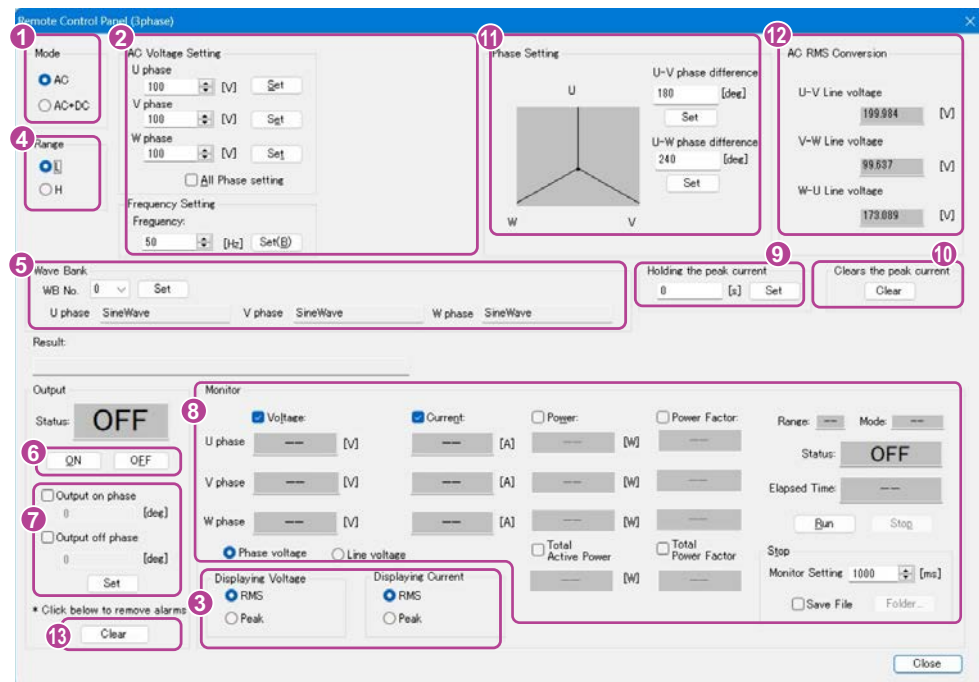 Remote Control Panel (3phase)
1
Mode
AC
AC+DC
2
AC Voltage Setting
U phase
100 [V] Set
V phase
100 [V] Set
W phase
100 [V] Set
All Phase setting
Frequency Setting
Frequency:
50 [Hz] Set(B)
11
Phase Setting
U
W V
U-V phase difference
180 [deg]
Set
U-W phase difference
240 [deg]
Set
12
AC RMS Conversion
U-V Line voltage
199.984 [V]
V-W Line voltage
99.637 [V]
W-U Line voltage
173.089 [V]
4
Range
L
H
5
Wave Bank
WB No. 0 Set
U phase SineWave V phase SineWave W phase SineWave
9
Holding the peak current
0 [s] Set
10
Clears the peak current
Clear
Result:
Output
Status: OFF
6
ON OFF
7
Output on phase
0 [deg]
Output off phase
0 [deg]
Set
* Click below to remove alarms
13
Clear
8
Monitor
Voltage: Current: Power: Power Factor:
U phase -- [V] -- [A] -- [W] --
V phase -- [V] -- [A] -- [W] --
W phase -- [V] -- [A] -- [W] --
Phase voltage Line voltage
Total Active Power
-- [W]
Total Power Factor
--
Range: -- Mode: --
Status: OFF
Elapsed Time: --
Run Stop
Stop
Monitor Setting 1000 [ms]
Save File Folder...
3
Displaying Voltage
RMS
Peak
Displaying Current
RMS
Peak
Close